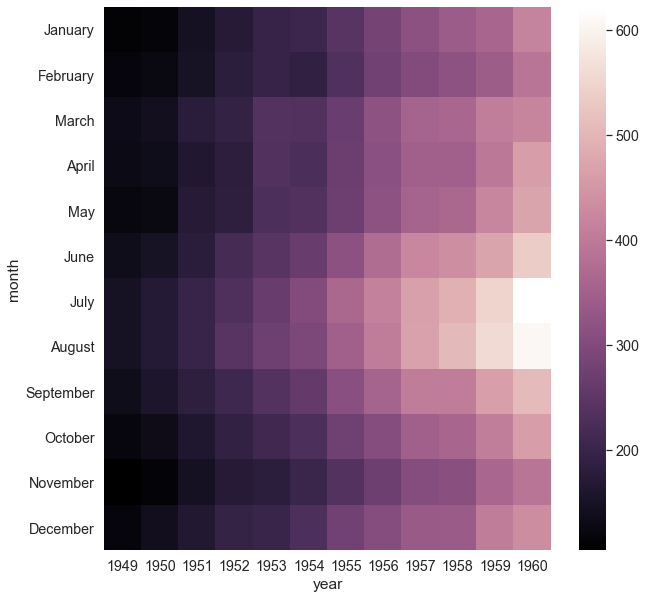 January
February
March
April
May
June
July
August
September
October
November
December
month
1949 1950 1951 1952 1953 1954 1955 1956 1957 1958 1959 1960
year
600
500
400
300
200